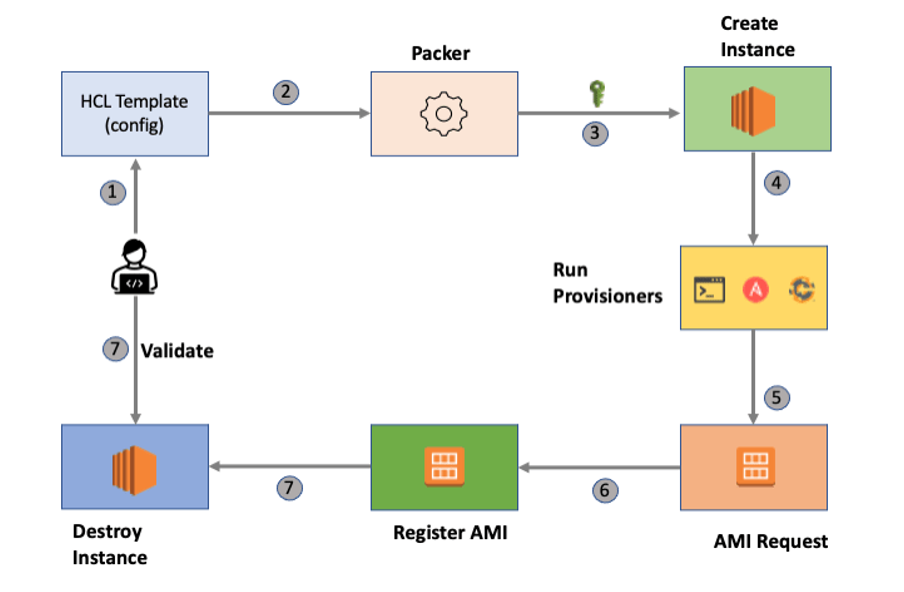 Create
Instance
Packer
HCL Template
(config)
2
3
1
4
Run
Provisioners
>_
A
</>
7
Validate
5
7
6
Destroy
Instance
Register AMI
AMI Request